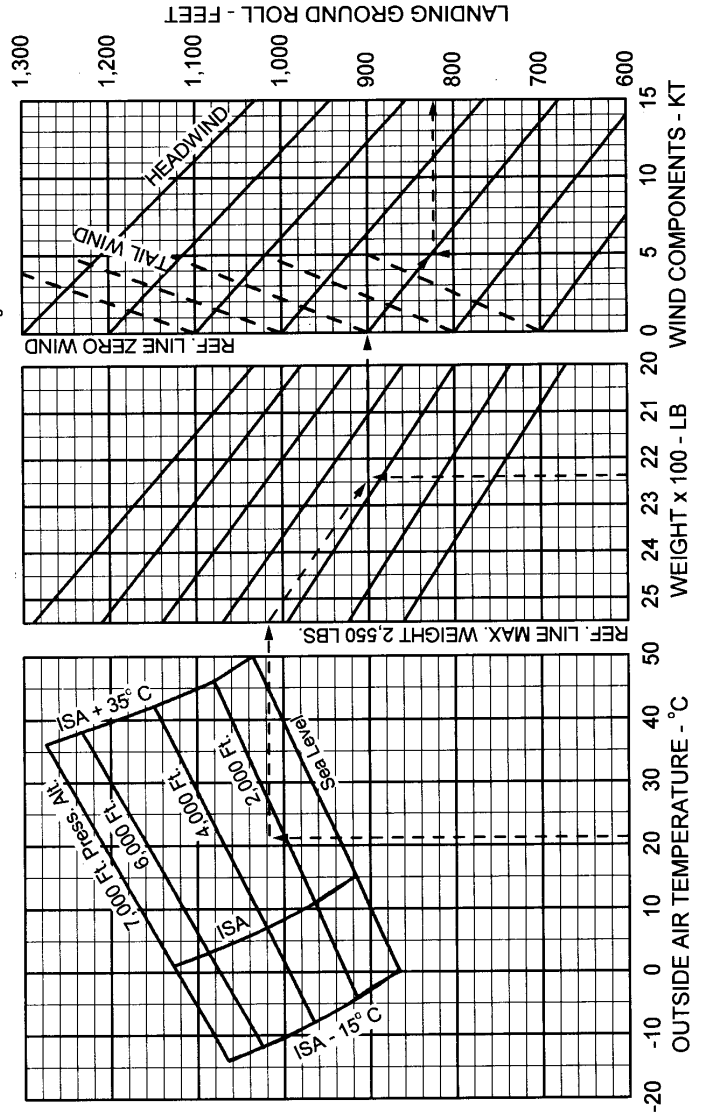 LANDING GROUND ROLL - FEET
1,300
1,200
1,100
1,000
900
800
700
600
HEADWIND
TAIL WIND
REF. LINE ZERO WIND
0
5
10
15
WIND COMPONENTS - KT
REF. LINE MAX. WEIGHT 2,550 LBS.
25
24
23
22
21
20
WEIGHT x 100 - LB
ISA + 35° C
7,000 Ft. Press. Alt.
6,000 Ft.
4,000 Ft.
2,000 Ft.
Sea Level
ISA
ISA - 15° C
-20
-10
0
10
20
30
40
50
OUTSIDE AIR TEMPERATURE - °C